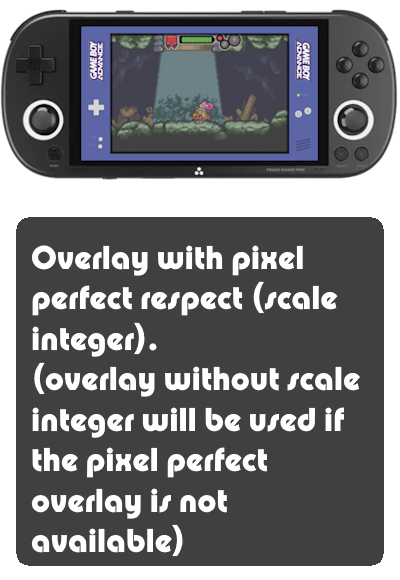 GAME BOY
ADVANCE
GAME BOY
ADVANCE
Overlay with pixel
perfect respect (scale
integer).
(overlay without scale
integer will be used if
the pixel perfect
overlay is not
available)